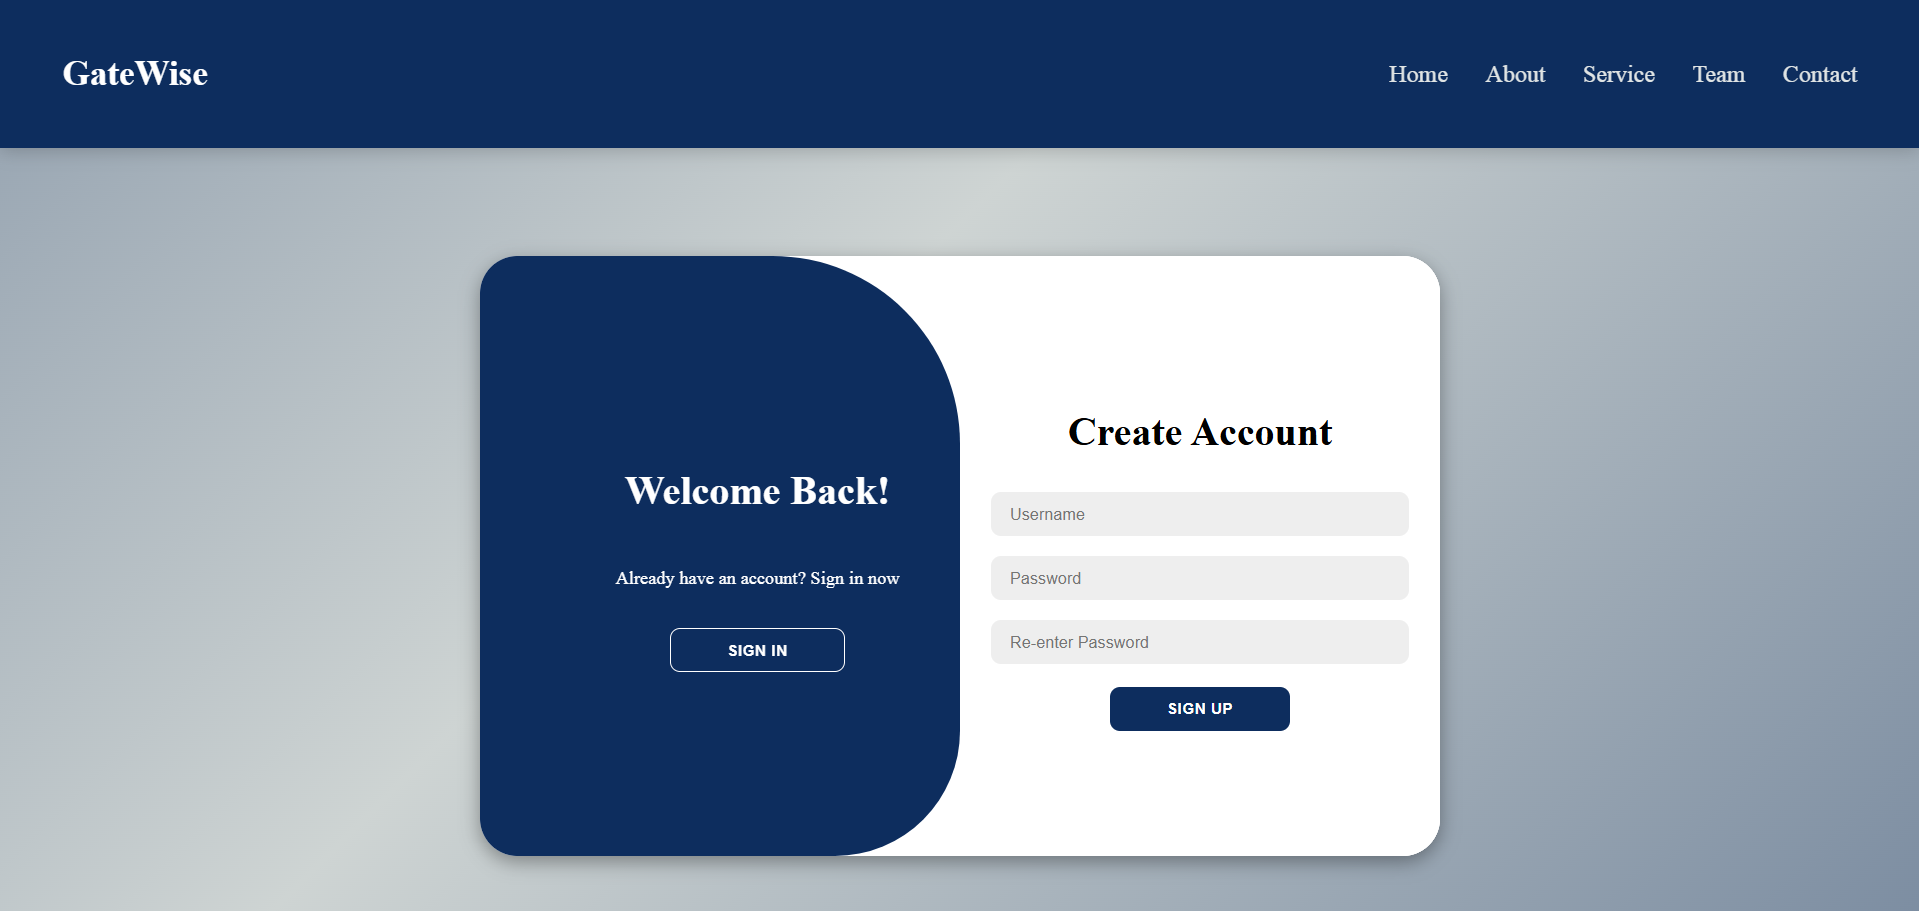 GateWise
Home About Service Team Contact
Welcome Back!
Already have an account? Sign in now
SIGN IN
Create Account
Username
Password
Re-enter Password
SIGN UP